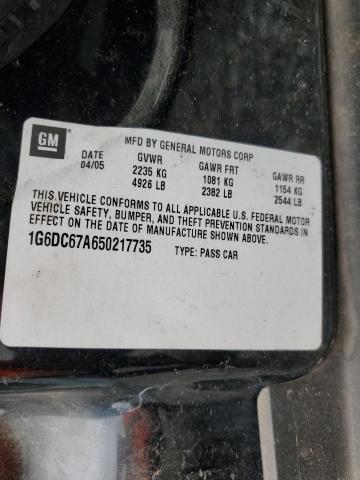 GM
MFD BY GENERAL MOTORS CORP
DATE GVWR GAWR FRT GAWR RR
04/05 2235 KG 1081 KG 1154 KG
4926 LB 2382 LB 2544 LB
THIS VEHICLE CONFORMS TO ALL APPLICABLE U.S. FEDERAL MOTOR
VEHICLE SAFETY, BUMPER, AND THEFT PREVENTION STANDARDS IN
EFFECT ON THE DATE OF MANUFACTURE SHOWN ABOVE.
1G6DC67A650217735 TYPE: PASS CAR